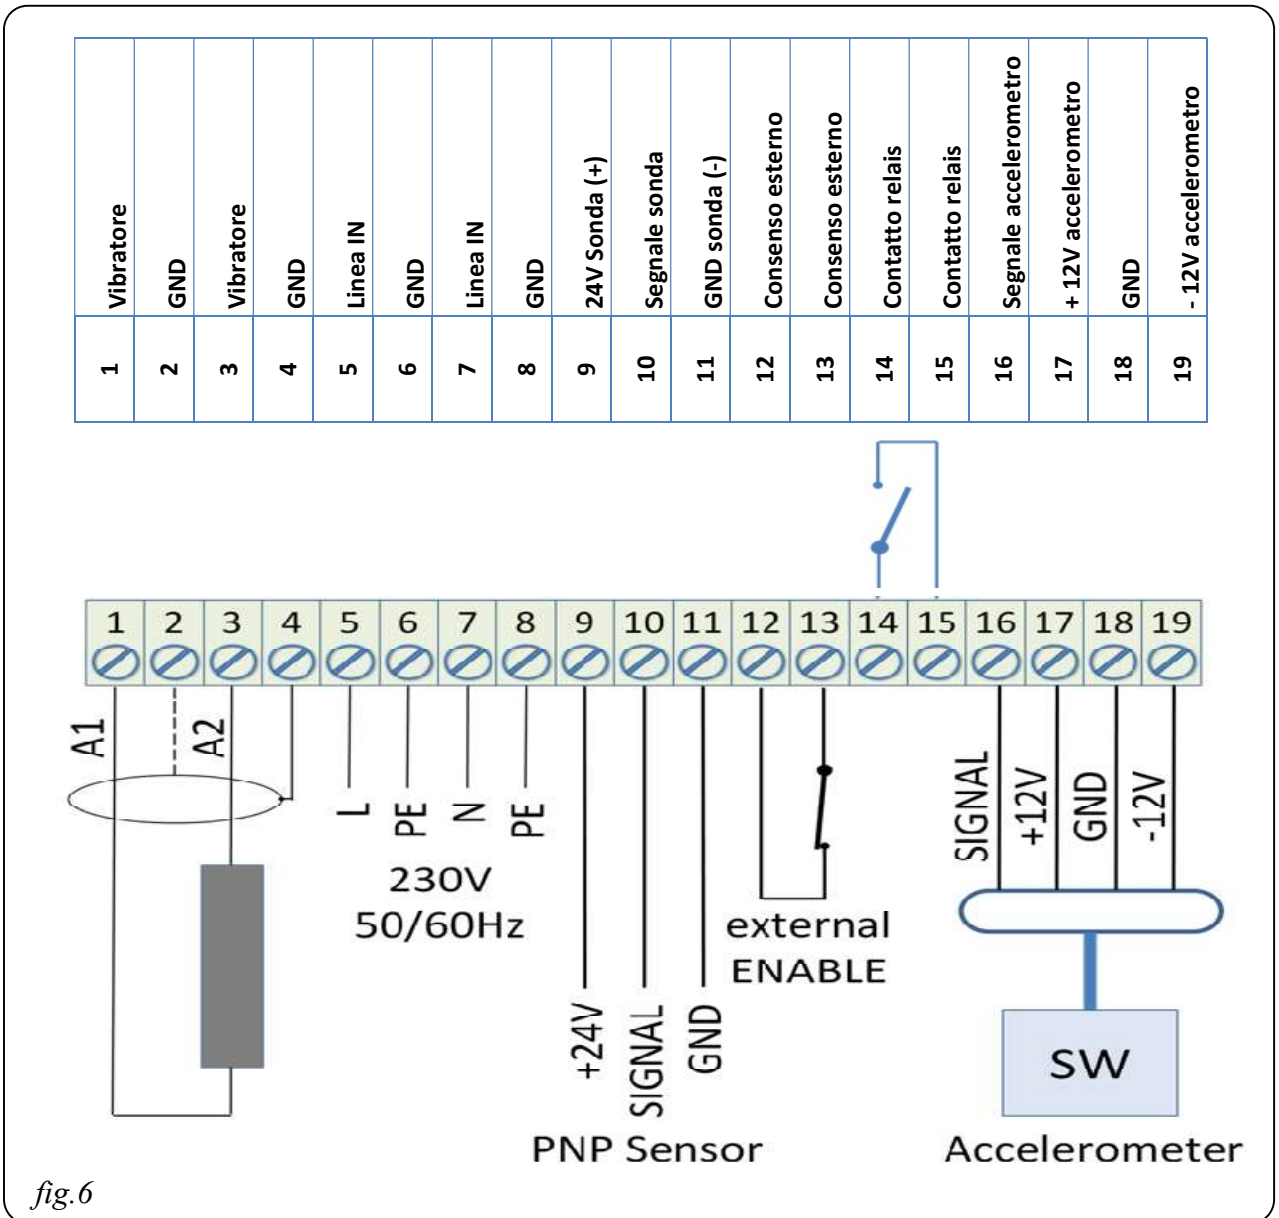 Vibratore
GND
Vibratore
GND
Linea IN
GND
Linea IN
GND
24V Sonda (+)
Segnale sonda
GND sonda (-)
Consenso esterno
Consenso esterno
Contatto relais
Contatto relais
Segnale accelerometro
+ 12V accelerometro
GND
- 12V accelerometro
1 2 3 4 5 6 7 8 9 10 11 12 13 14 15 16 17 18 19
1 2 3 4 5 6 7 8 9 10 11 12 13 14 15 16 17 18 19
A1
A2
L
PE
N
PE
230V
50/60Hz
+24V
SIGNAL
GND
PNP Sensor
external
ENABLE
SIGNAL
+12V
GND
-12V
SW
Accelerometer
fig.6